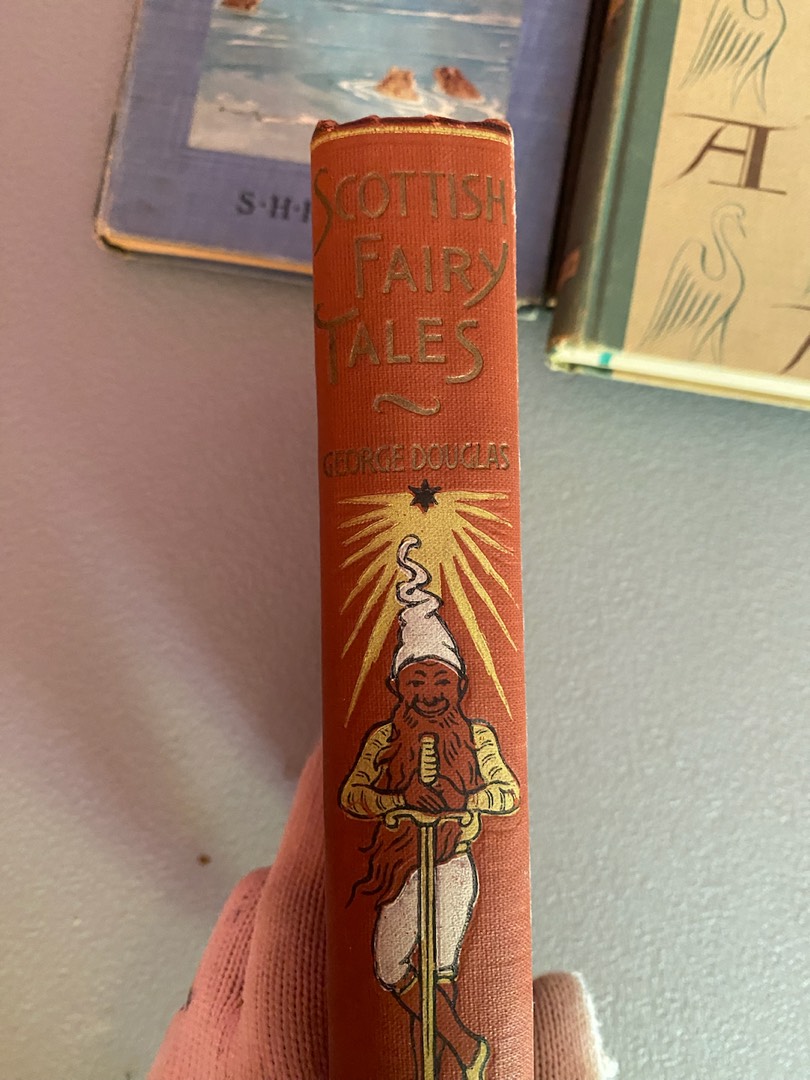 SCOTTISH
FAIRY
TALES
GEORGE DOUGLAS
S·H·
A